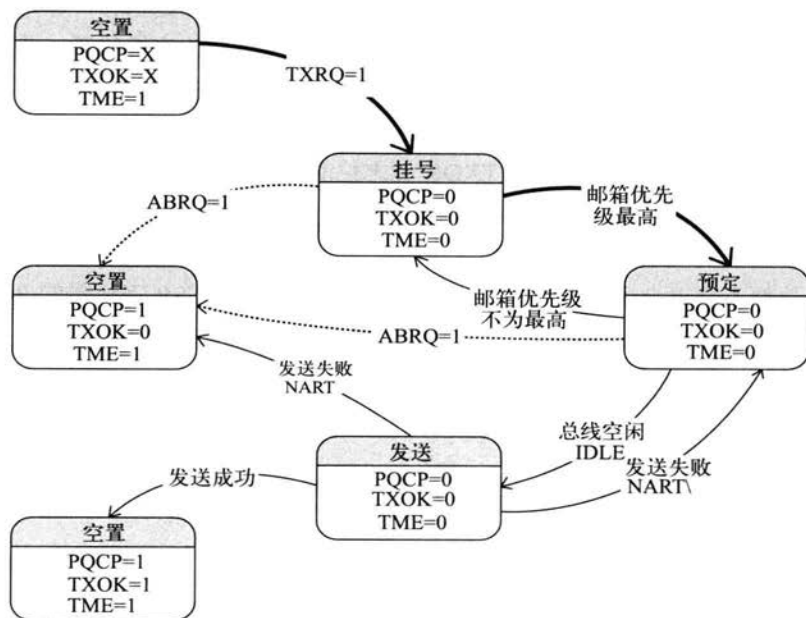 空置
PQCP=X
TXOK=X
TME=1
TXRQ=1
挂号
PQCP=0
TXOK=0
TME=0
ABRQ=1
邮箱优先
级最高
空置
PQCP=1
TXOK=0
TME=1
邮箱优先级
不为最高
ABRQ=1
预定
PQCP=0
TXOK=0
TME=0
发送失败
NART
总线空闲
IDLE
发送失败
NART\
发送
PQCP=0
TXOK=0
TME=0
发送成功
空置
PQCP=1
TXOK=1
TME=1